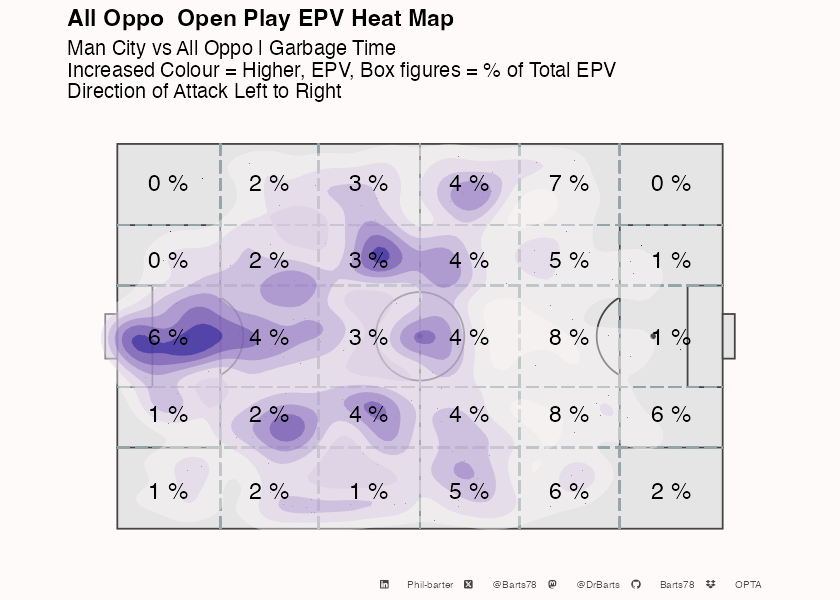 All Oppo  Open Play EPV Heat Map
Man City vs All Oppo | Garbage Time
Increased Colour = Higher, EPV, Box figures = % of Total EPV
Direction of Attack Left to Right
0 % 2 % 3 % 4 % 7 % 0 %
0 % 2 % 3 % 4 % 5 % 1 %
6 % 4 % 3 % 4 % 8 % 1 %
1 % 2 % 4 % 4 % 8 % 6 %
1 % 2 % 1 % 5 % 6 % 2 %
Phil-barter @Barts78 @DrBarts Barts78 OPTA